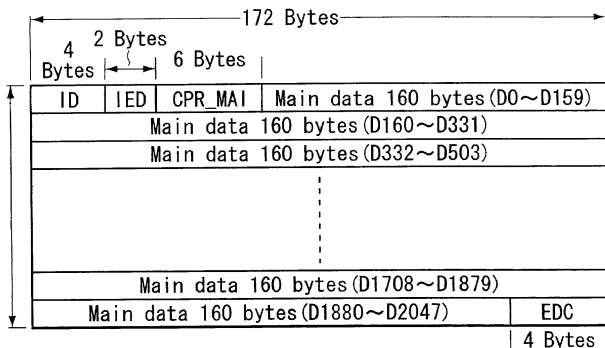 172 Bytes
4
Bytes
2 Bytes
6 Bytes
ID IED CPR_MAI Main data 160 bytes(D0～D159)
Main data 160 bytes(D160～D331)
Main data 160 bytes(D332～D503)
Main data 160 bytes(D1708～D1879)
Main data 160 bytes(D1880～D2047) EDC
4 Bytes